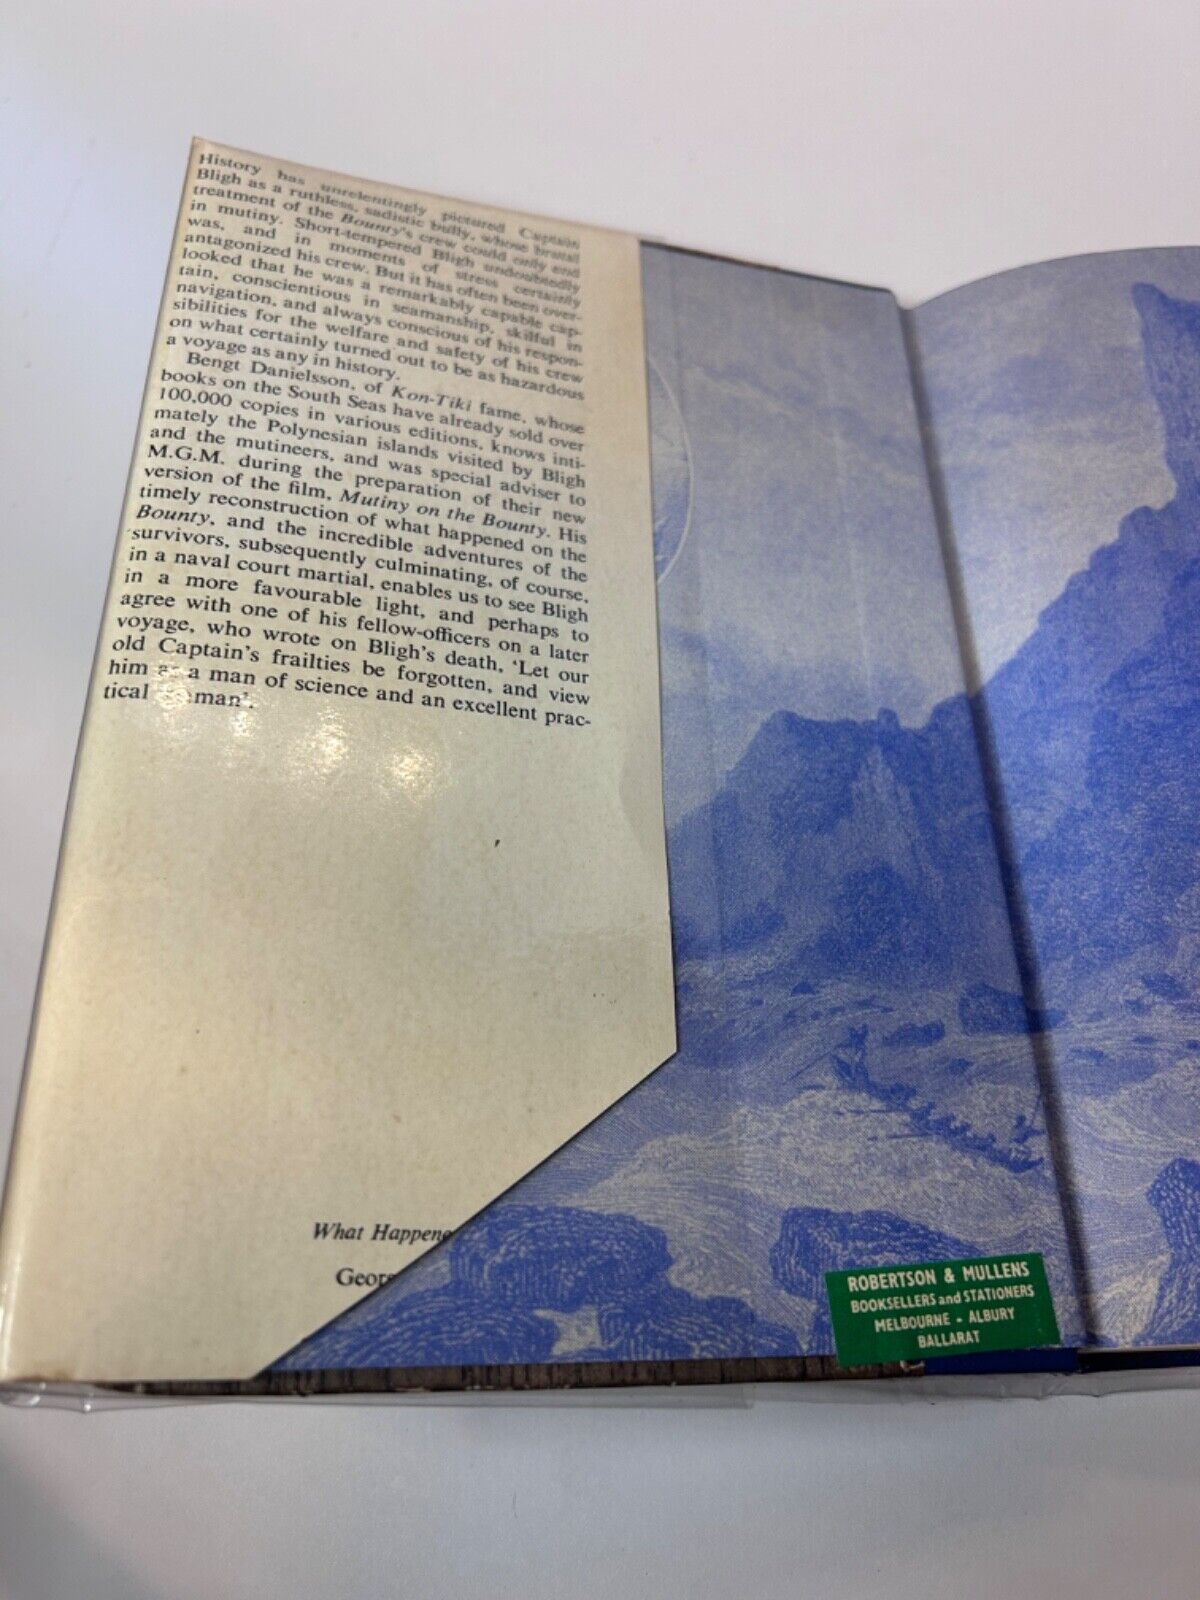 History has unrelentingly pictured Captain
Bligh as a ruthless, sadistic bully, whose brutal
treatment of the Bounty's crew could only end
in mutiny. Short-tempered Bligh undoubtedly
was, and in moments of stress certainly
antagonized his crew. But it has often been over-
looked that he was a remarkably capable cap-
tain, conscientious in seamanship, skilful in
navigation, and always conscious of his respon-
sibilities for the welfare and safety of his crew
on what certainly turned out to be as hazardous
a voyage as any in history.
Bengt Danielsson, of Kon-Tiki fame, whose
books on the South Seas have already sold over
100,000 copies in various editions, knows inti-
mately the Polynesian islands visited by Bligh
and the mutineers, and was special adviser to
M.G.M. during the preparation of their new
version of the film, Mutiny on the Bounty. His
timely reconstruction of what happened on the
Bounty, and the incredible adventures of the
survivors, subsequently culminating, of course,
in a naval court martial, enables us to see Bligh
in a more favourable light, and perhaps to
agree with one of his fellow-officers on a later
voyage, who wrote on Bligh's death, 'Let our
old Captain's frailties be forgotten, and view
him as a man of science and an excellent prac-
tical man'.
What Happene
Geor
ROBERTSON & MULLENS
BOOKSELLERS and STATIONERS
MELBOURNE - ALBURY
BALLARAT